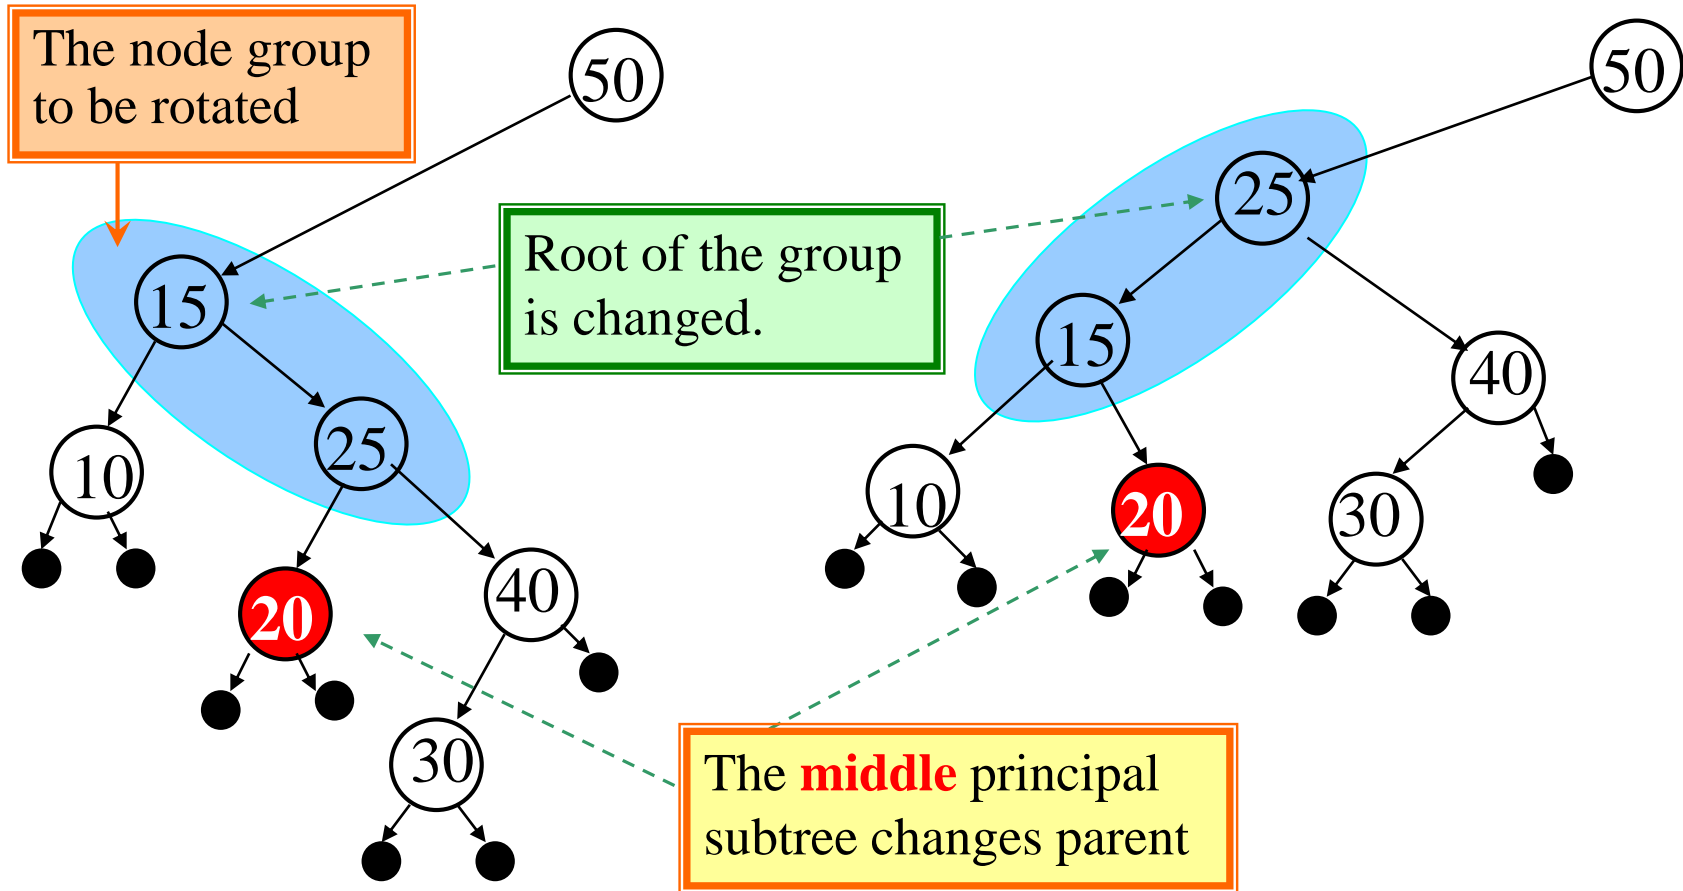 The node group
to be rotated
50
50
25
Root of the group
is changed.
15
15
40
25
10
10
20
30
20
40
30
The middle principal
subtree changes parent